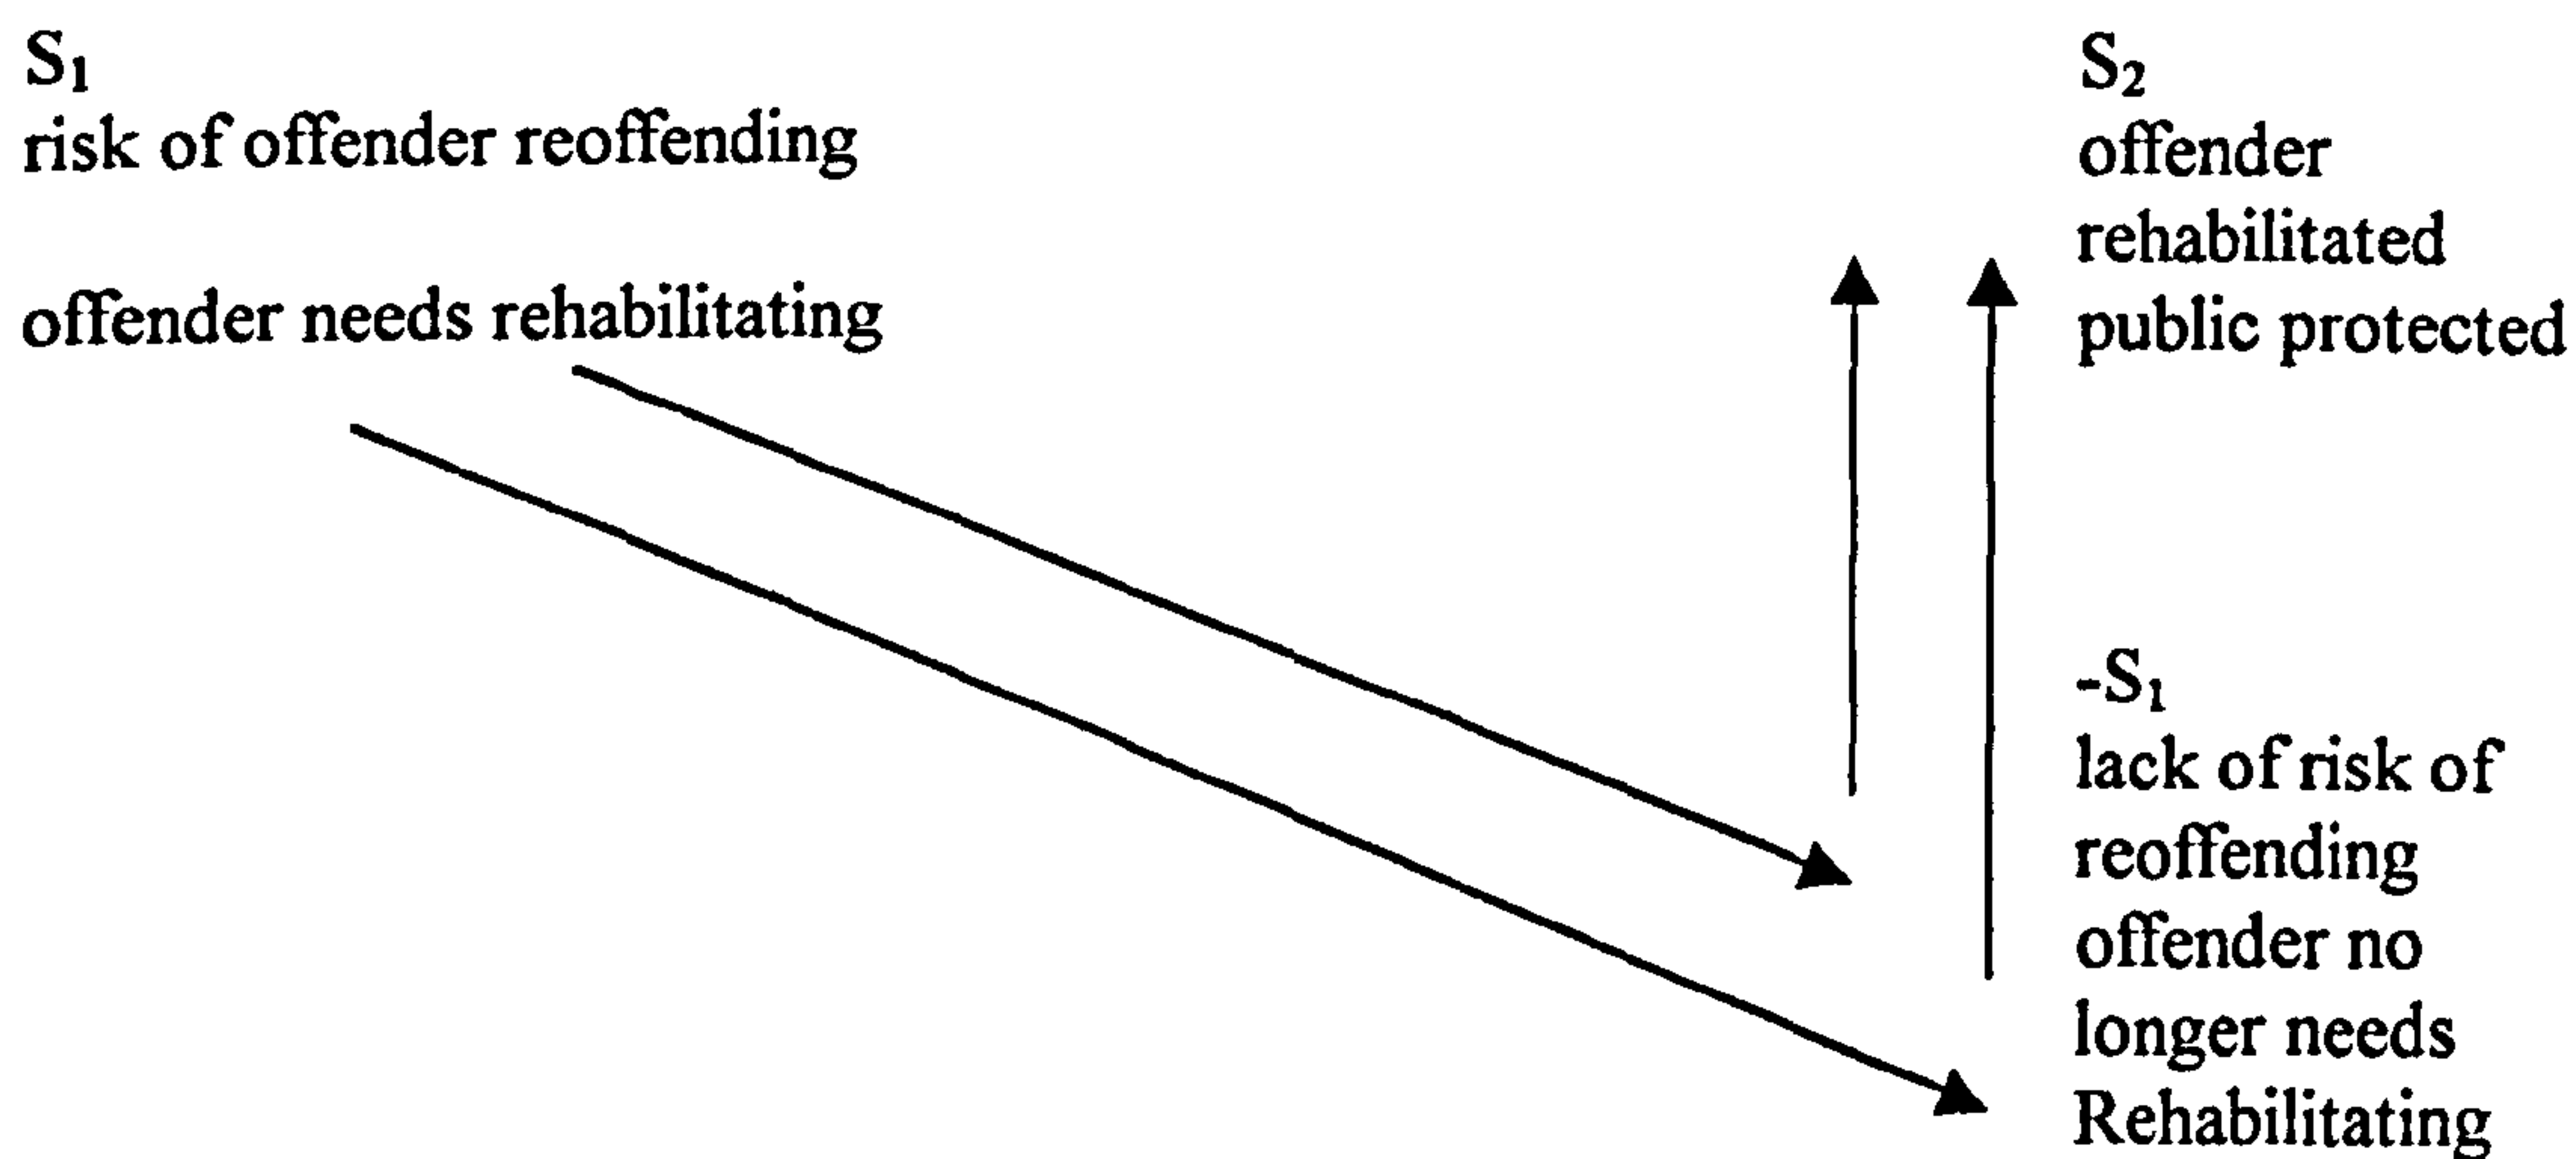 S₁
risk of offender reoffending
offender needs rehabilitating
S₂
offender
rehabilitated
public protected
-S₁
lack of risk of
reoffending
offender no
longer needs
Rehabilitating